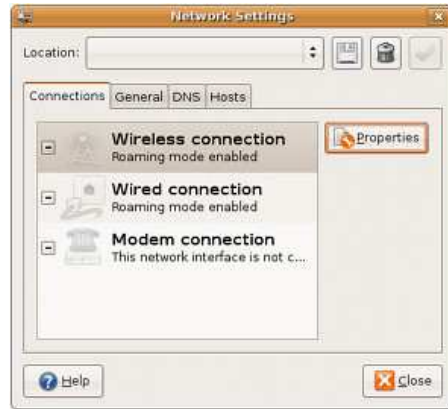 Network Settings
Location:
Connections General DNS Hosts
Wireless connection
Roaming mode enabled
Properties
Wired connection
Roaming mode enabled
Modem connection
This network interface is not c...
Help
Close